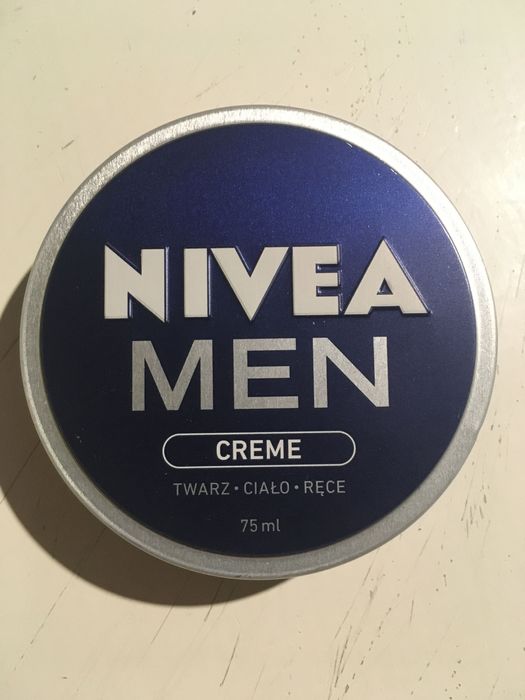 NIVEA
MEN
CREME
TWARZ • CIAŁO • RĘCE
75 ml